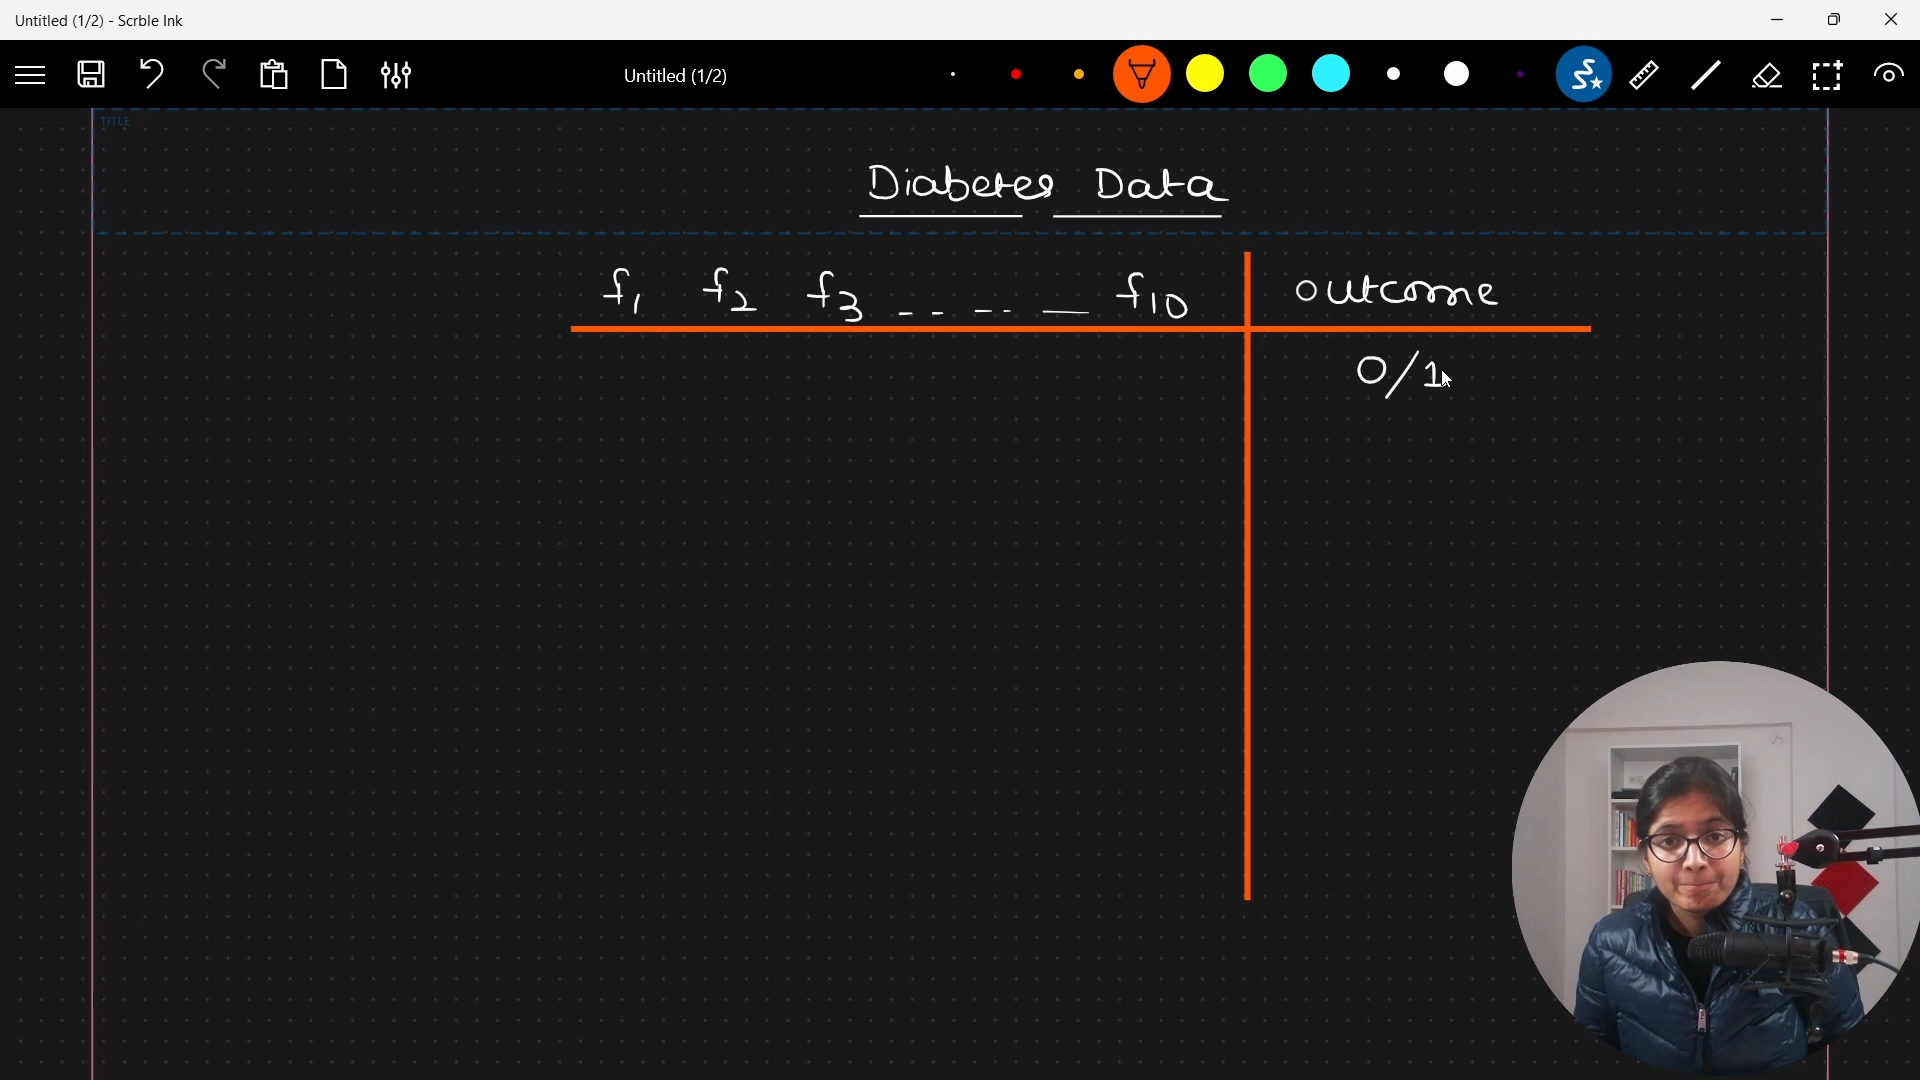 Untitled (1/2) - Scrble Ink
Untitled (1/2)
TITLE
Diabetes Data
f1 f2 f3 -- -- — f10 outcome
0/1